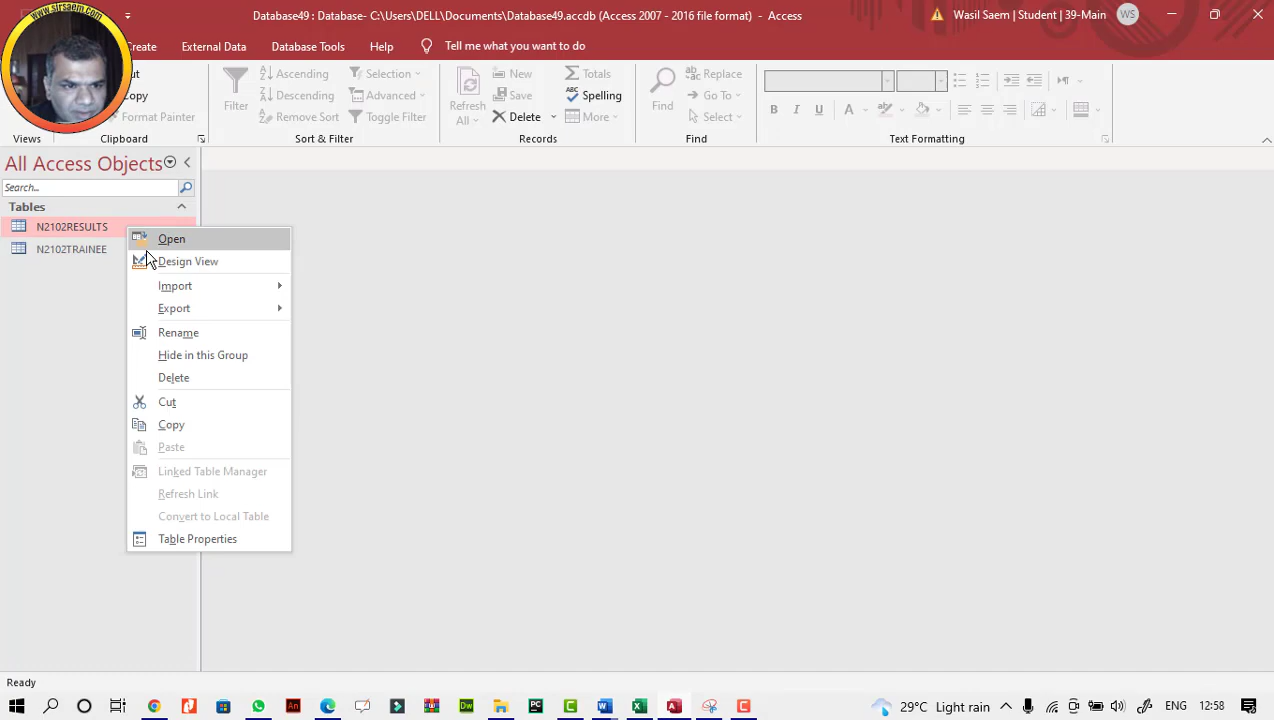 www.sirsaem.com
Database49 : Database- C:\Users\DELL\Documents\Database49.accdb (Access 2007 - 2016 file format) - Access
Wasil Saem | Student | 39-Main
WS
Create External Data Database Tools Help Tell me what you want to do
Cut
Copy
Format Painter
Views
Clipboard
Filter
Ascending
Descending
Remove Sort
Selection
Advanced
Toggle Filter
Sort & Filter
Refresh
All
New
Save
Delete
Totals
Spelling
More
Records
Find
Replace
Go To
Select
Find
B I U A
Text Formatting
All Access Objects
Search...
Tables
N2102RESULTS
N2102TRAINEE
Open
Design View
Import
Export
Rename
Hide in this Group
Delete
Cut
Copy
Paste
Linked Table Manager
Refresh Link
Convert to Local Table
Table Properties
Ready
29°C Light rain
ENG
12:58